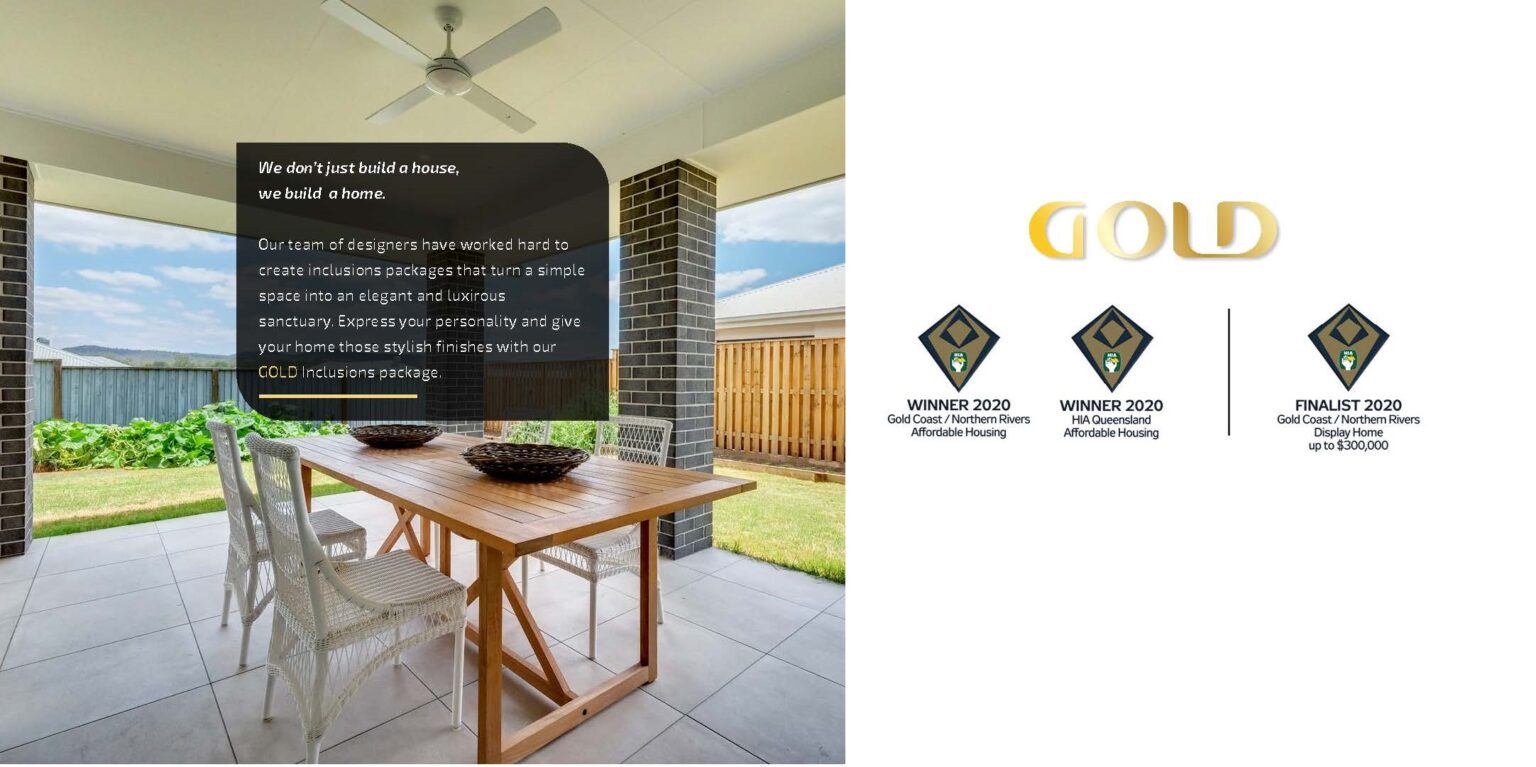 We don't just build a house,
we build a home.
Our team of designers have worked hard to
create inclusions packages that turn a simple
space into an elegant and luxirous
sanctuary. Express your personality and give
your home those stylish finishes with our
GOLD Inclusions package.
GOLD
HIA
WINNER 2020
Gold Coast / Northern Rivers
Affordable Housing
HIA
WINNER 2020
HIA Queensland
Affordable Housing
HIA
FINALIST 2020
Gold Coast / Northern Rivers
Display Home
up to $300,000